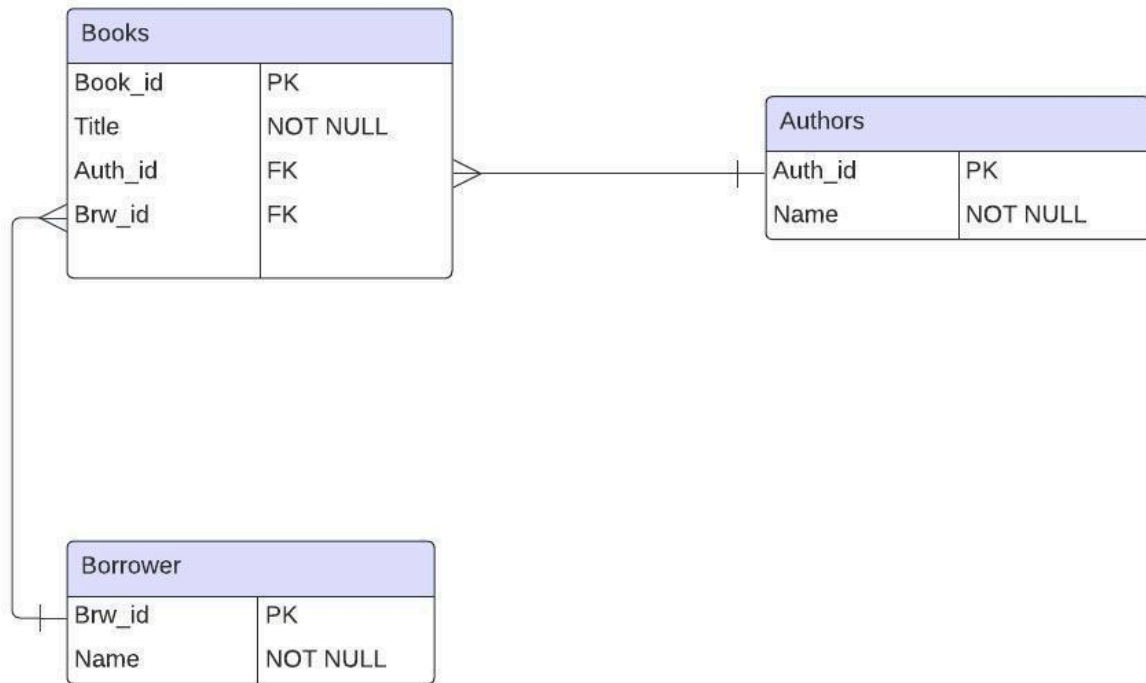 Books
Book_id PK
Title NOT NULL
Auth_id FK
Brw_id FK
Authors
Auth_id PK
Name NOT NULL
Borrower
Brw_id PK
Name NOT NULL